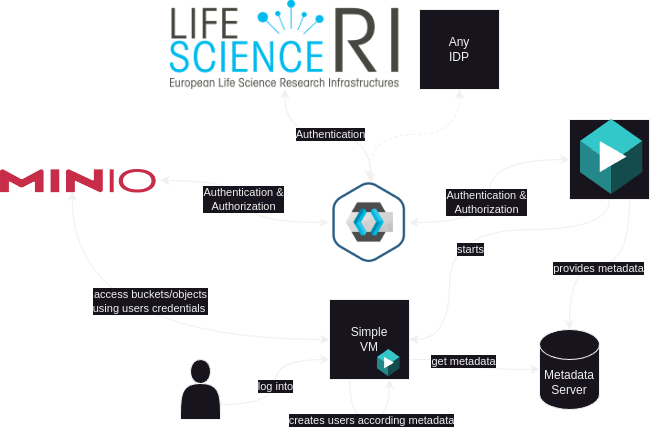 LIFE
SCIENCE RI
European Life Science Research Infrastructures
Any
IDP
Authentication
MINIO
Authentication &
Authorization
Authentication &
Authorization
starts
provides metadata
access buckets/objects
using users credentials
Simple
VM
get metadata
Metadata
Server
log into
creates users according metadata